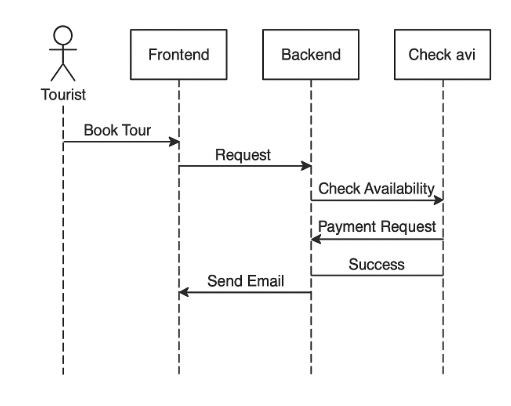 Frontend
Backend
Check avi
Tourist
Book Tour
Request
Check Availability
Payment Request
Success
Send Email